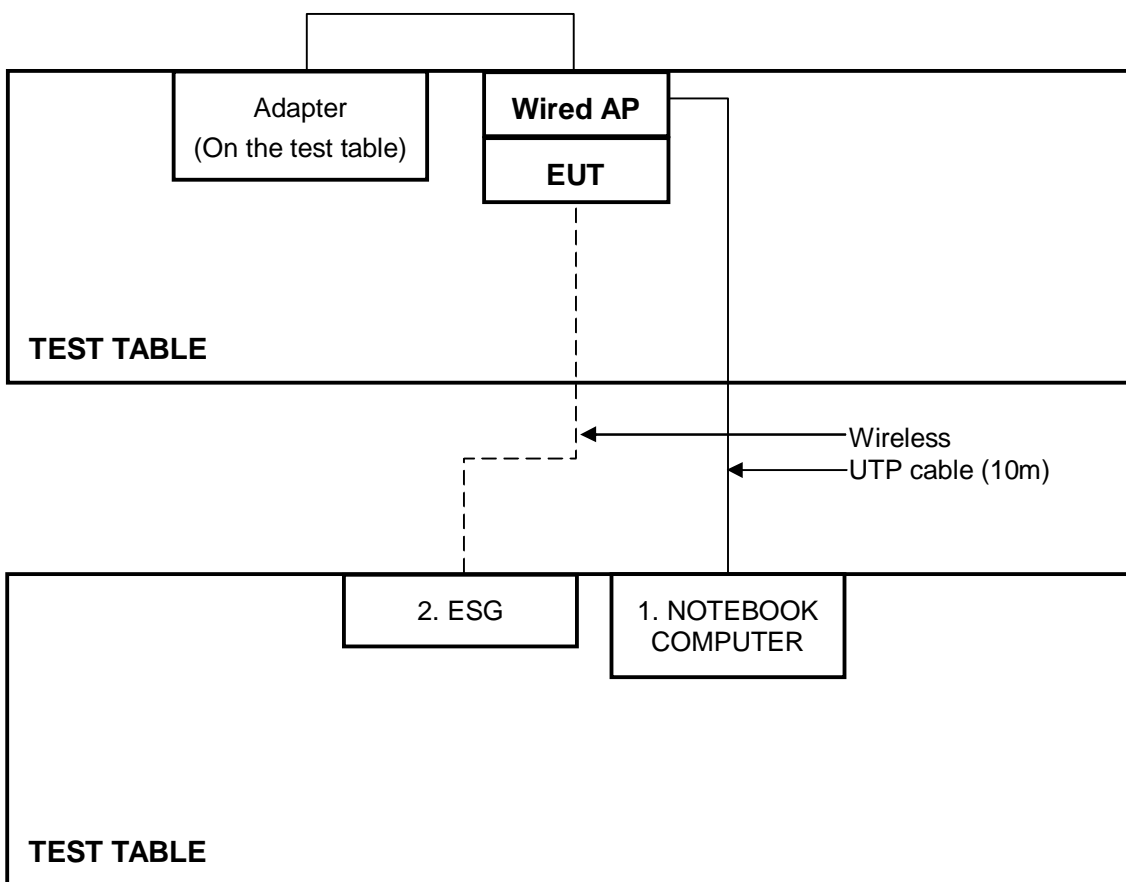 Adapter
(On the test table)
Wired AP
EUT
TEST TABLE
Wireless
UTP cable (10m)
2. ESG
1. NOTEBOOK
COMPUTER
TEST TABLE